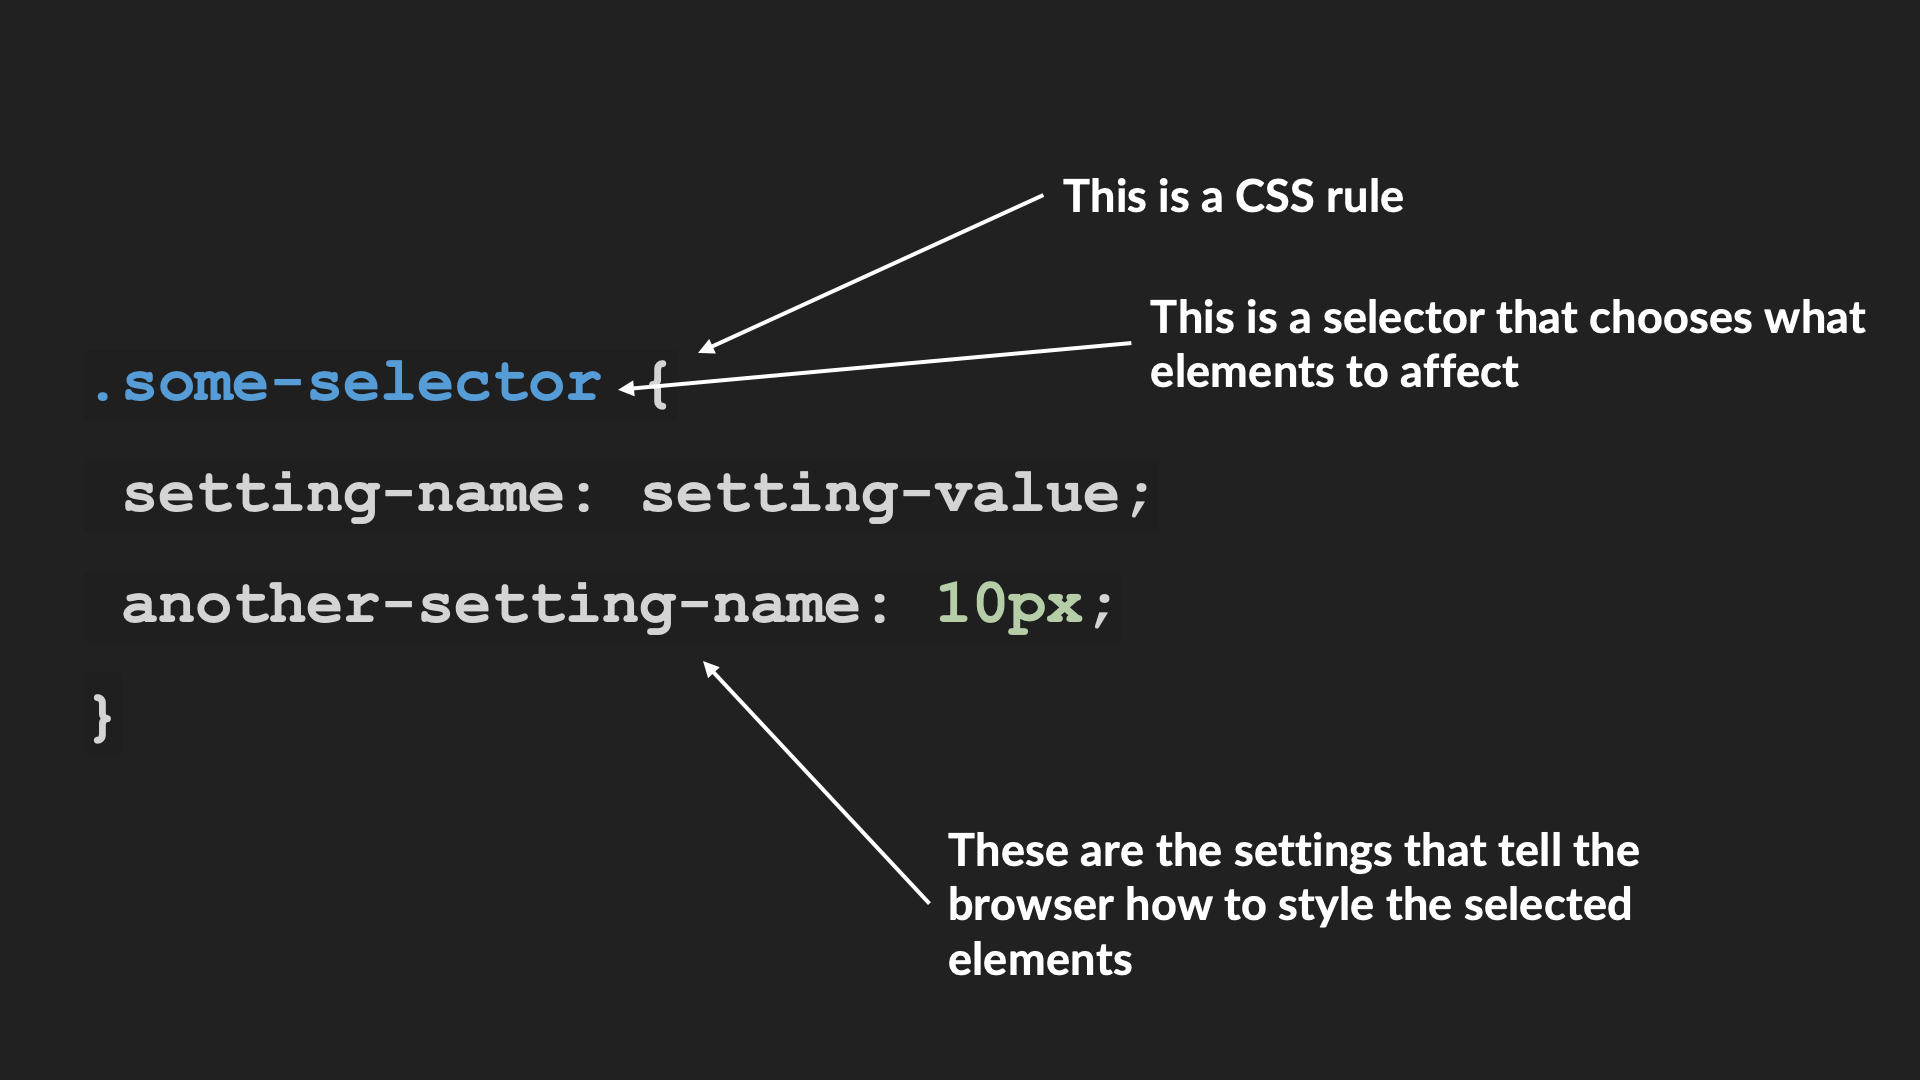 This is a CSS rule
This is a selector that chooses what
elements to affect
.some-selector {
setting-name: setting-value;
another-setting-name: 10px;
}
These are the settings that tell the
browser how to style the selected
elements